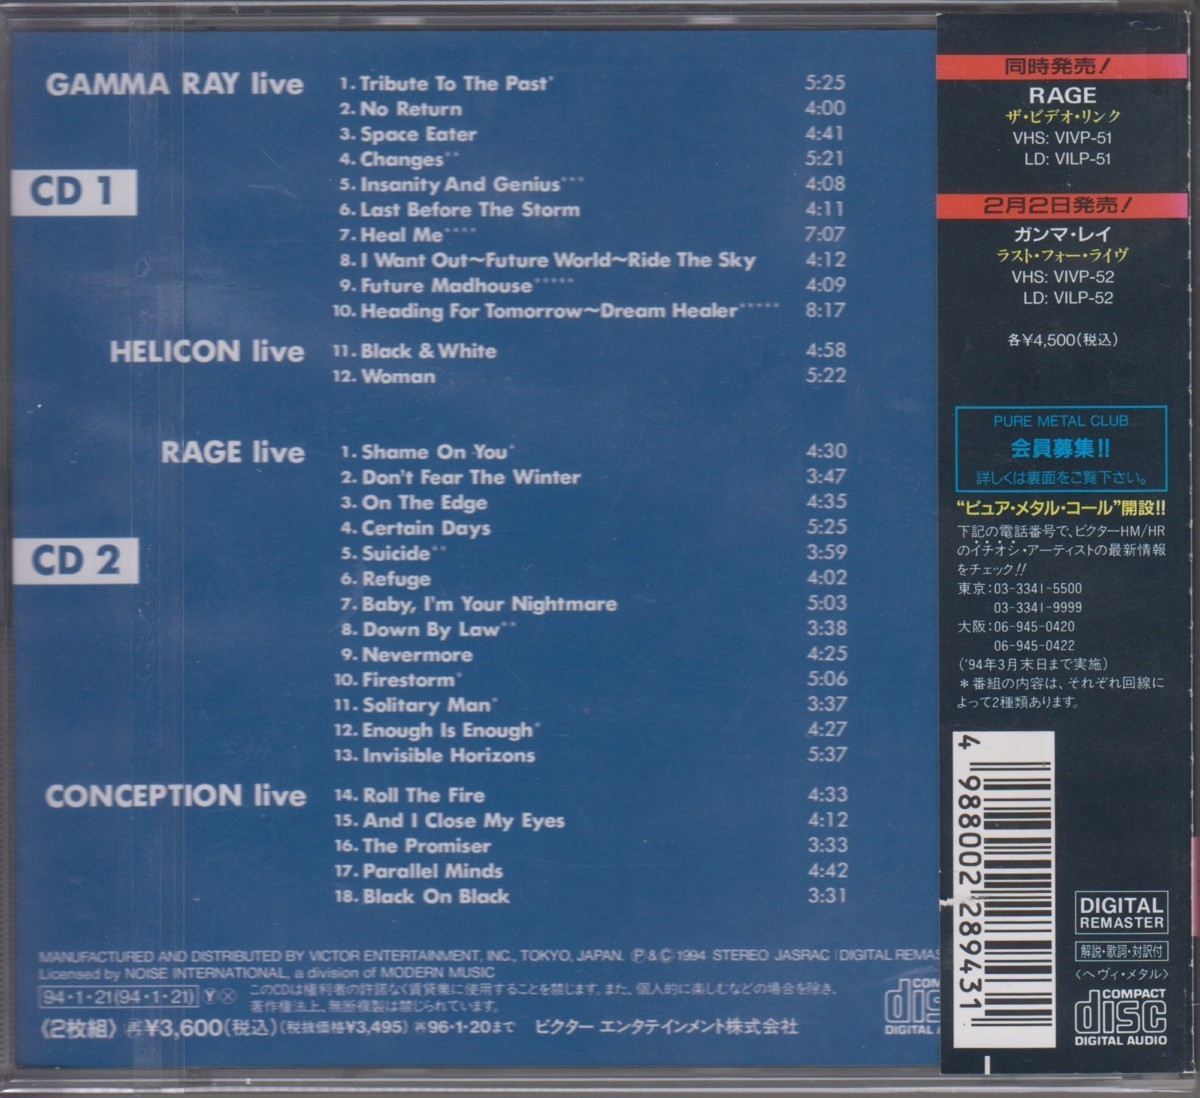 GAMMA RAY live
1. Tribute To The Past* 5:25
2. No Return 4:00
3. Space Eater 4:41
4. Changes** 5:21
CD 1
5. Insanity And Genius*** 4:08
6. Last Before The Storm 4:11
7. Heal Me**** 7:07
8. I Want Out~Future World~Ride The Sky 4:12
9. Future Madhouse***** 4:09
10. Heading For Tomorrow~Dream Healer***** 8:17
HELICON live
11. Black & White 4:58
12. Woman 5:22
RAGE live
1. Shame On You* 4:30
2. Don't Fear The Winter 3:47
3. On The Edge 4:35
4. Certain Days 5:25
CD 2
5. Suicide** 3:59
6. Refuge 4:02
7. Baby, I'm Your Nightmare 5:03
8. Down By Law** 3:38
9. Nevermore 4:25
10. Firestorm* 5:06
11. Solitary Man* 3:37
12. Enough Is Enough* 4:27
13. Invisible Horizons 5:37
CONCEPTION live
14. Roll The Fire 4:33
15. And I Close My Eyes 4:12
16. The Promiser 3:33
17. Parallel Minds 4:42
18. Black On Black 3:31
MANUFACTURED AND DISTRIBUTED BY VICTOR ENTERTAINMENT, INC., TOKYO, JAPAN. Ⓟ&Ⓒ 1994 STEREO JASRAC DIGITAL REMAS
Licensed by NOISE INTERNATIONAL, a division of MODERN MUSIC
94・1・21(94・1・21) Ⓨ Ⓧ
このCDは権利者の許諾なく賃貸業に使用することを禁じます。また、個人的に楽しむなどの場合を除き、
著作権法上、無断複製は禁じられています。
《2枚組》 再¥3,600(税込)(税抜価格¥3,495) 再96・1・20まで ビクター エンタテインメント株式会社
CO
dis
DIGITAL A
同時発売!
RAGE
ザ・ビデオ・リンク
VHS: VIVP-51
LD: VILP-51
2月2日発売!
ガンマ・レイ
ラスト・フォー・ライヴ
VHS: VIVP-52
LD: VILP-52
各¥4,500(税込)
PURE METAL CLUB
会員募集!!
詳しくは裏面をご覧下さい。
“ピュア・メタル・コール”開設!!
下記の電話番号で、ビクターHM/HR
のイチオシ・アーティストの最新情報
をチェック!!
東京:03-3341-5500
03-3341-9999
大阪:06-945-0420
06-945-0422
('94年3月末日まで実施)
*番組の内容は、それぞれ回線に
よって2種類あります。
4 988002 289431
DIGITAL
REMASTER
解説・歌詞・対訳付
〈ヘヴィ・メタル〉
COMPACT
disc
DIGITAL AUDIO